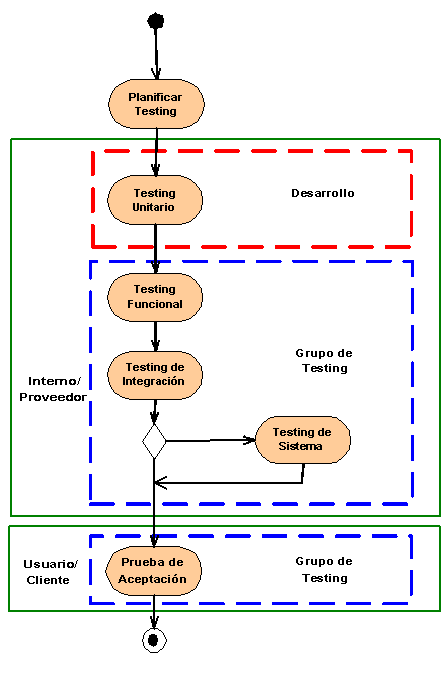 Planificar
Testing
Testing
Unitario
Desarrollo
Testing
Funcional
Testing de
Integración
Grupo de
Testing
Interno/
Proveedor
Testing de
Sistema
Usuario/
Cliente
Prueba de
Aceptación
Grupo de
Testing